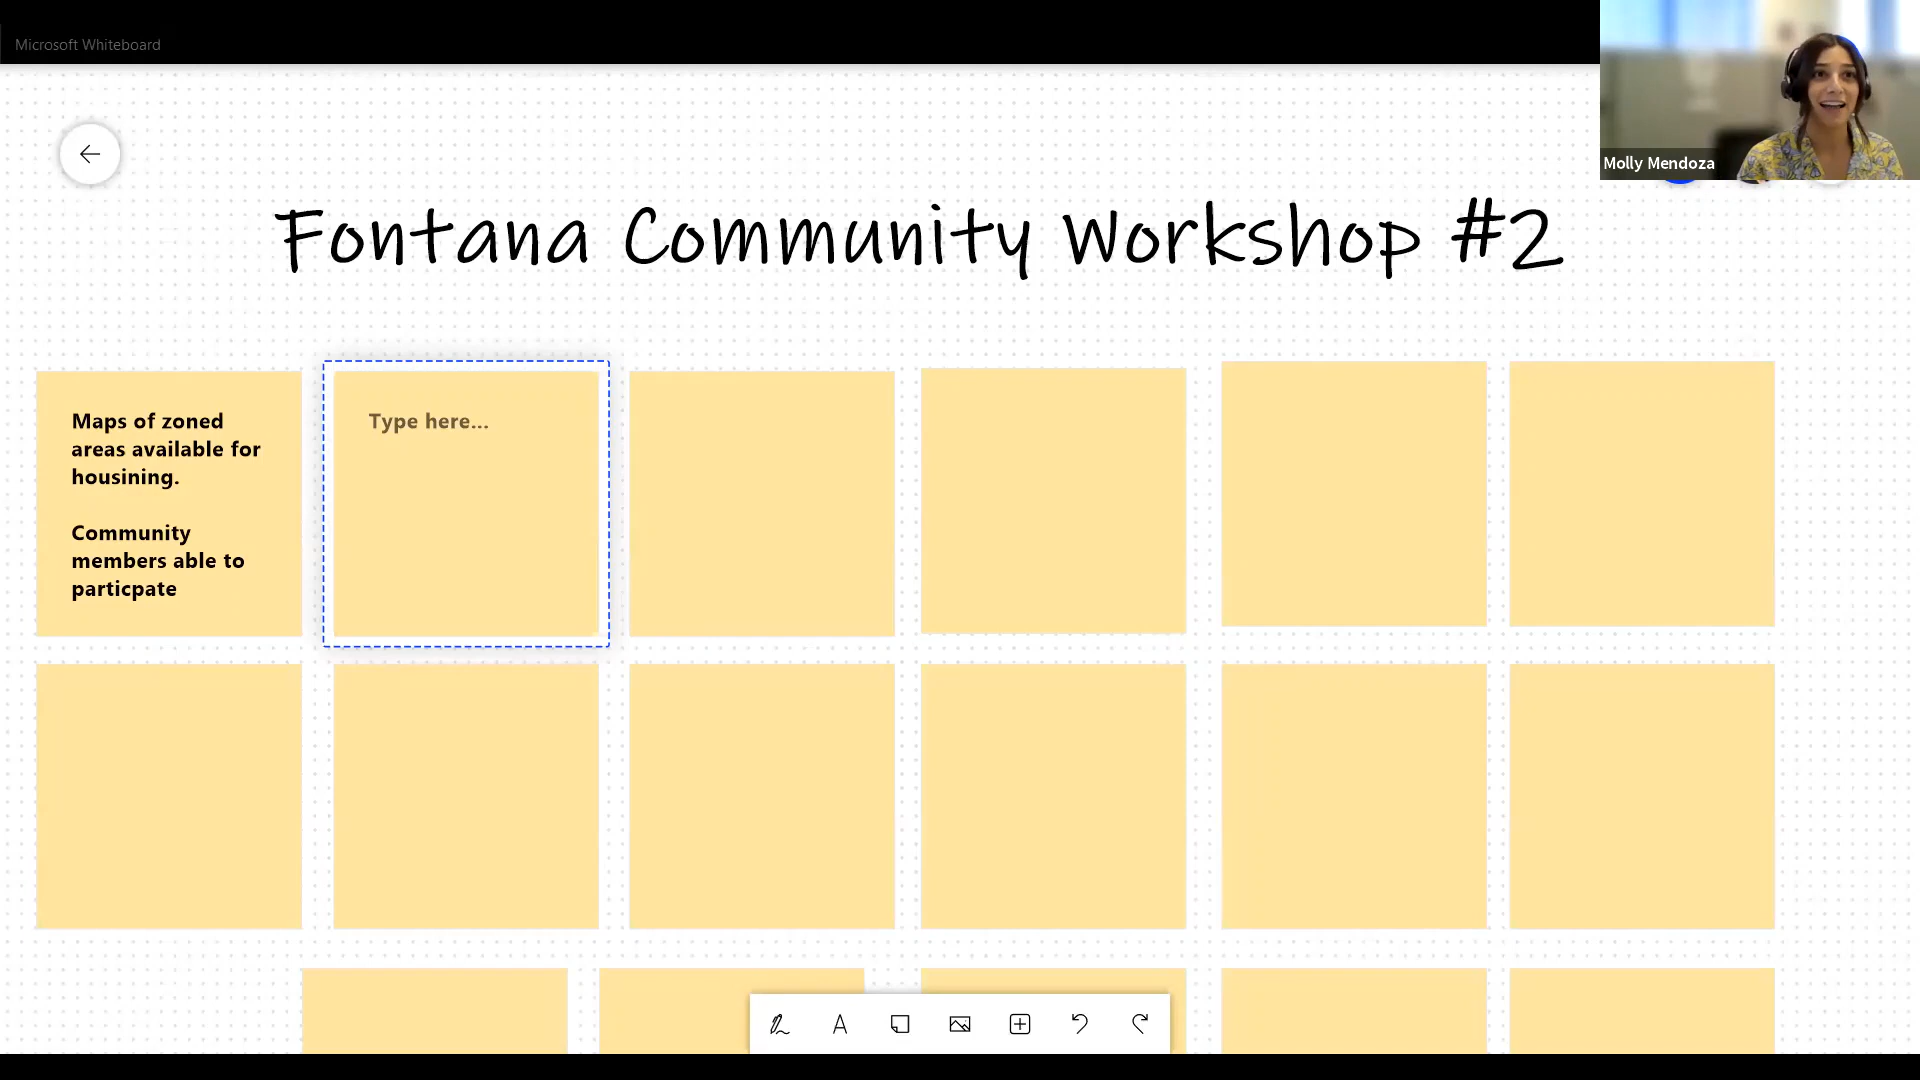 Microsoft Whiteboard
Molly Mendoza
Fontana Community Workshop #2
Maps of zoned
areas available for
housining.
Community
members able to
particpate
Type here...